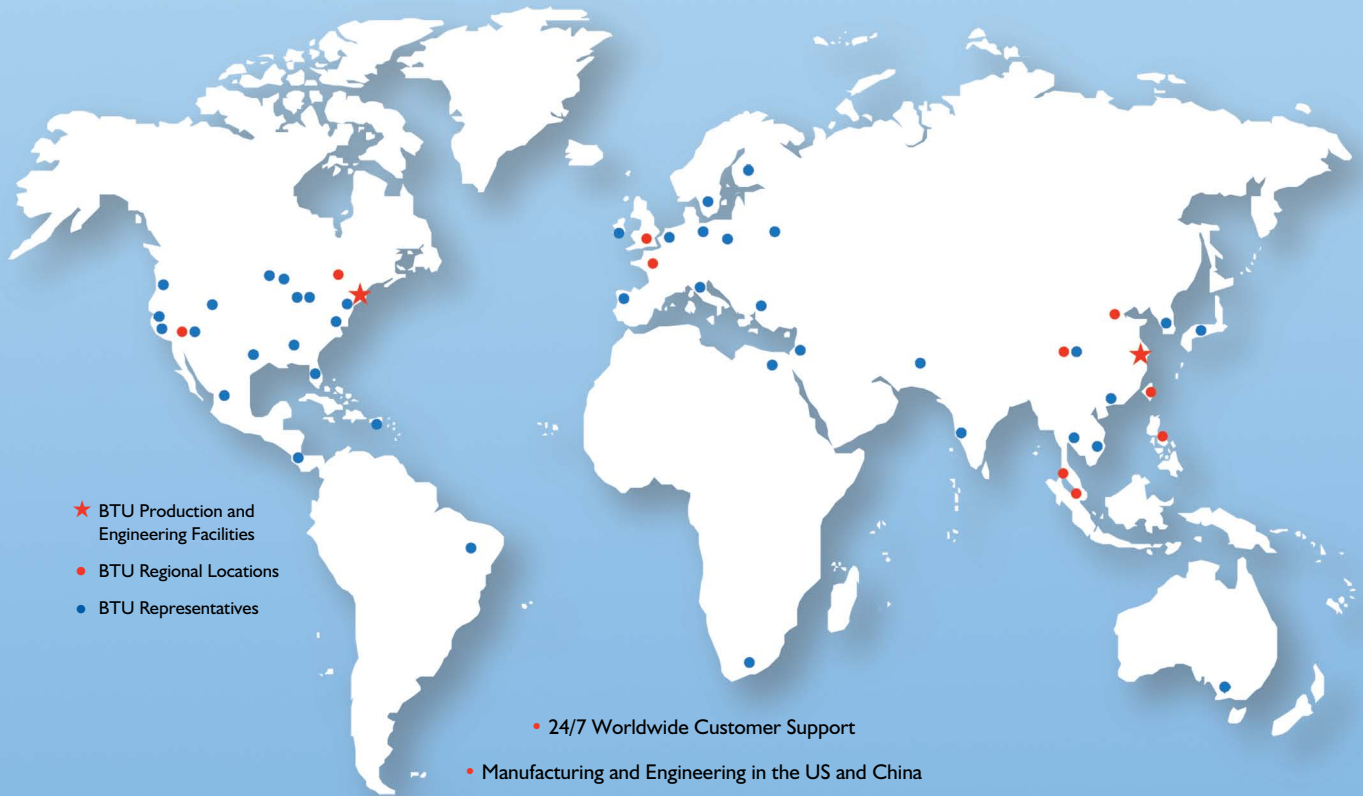 BTU Production and
Engineering Facilities
BTU Regional Locations
BTU Representatives
• 24/7 Worldwide Customer Support
• Manufacturing and Engineering in the US and China